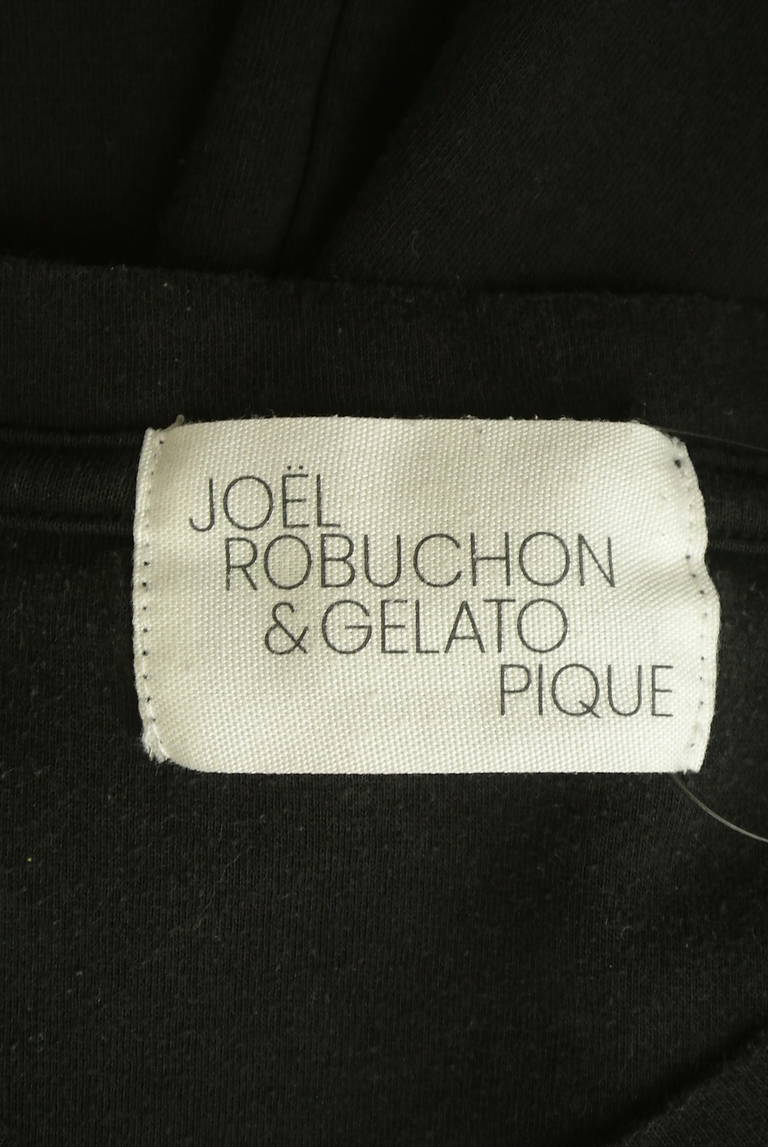 JOËL
ROBUCHON
& GELATO
PIQUE